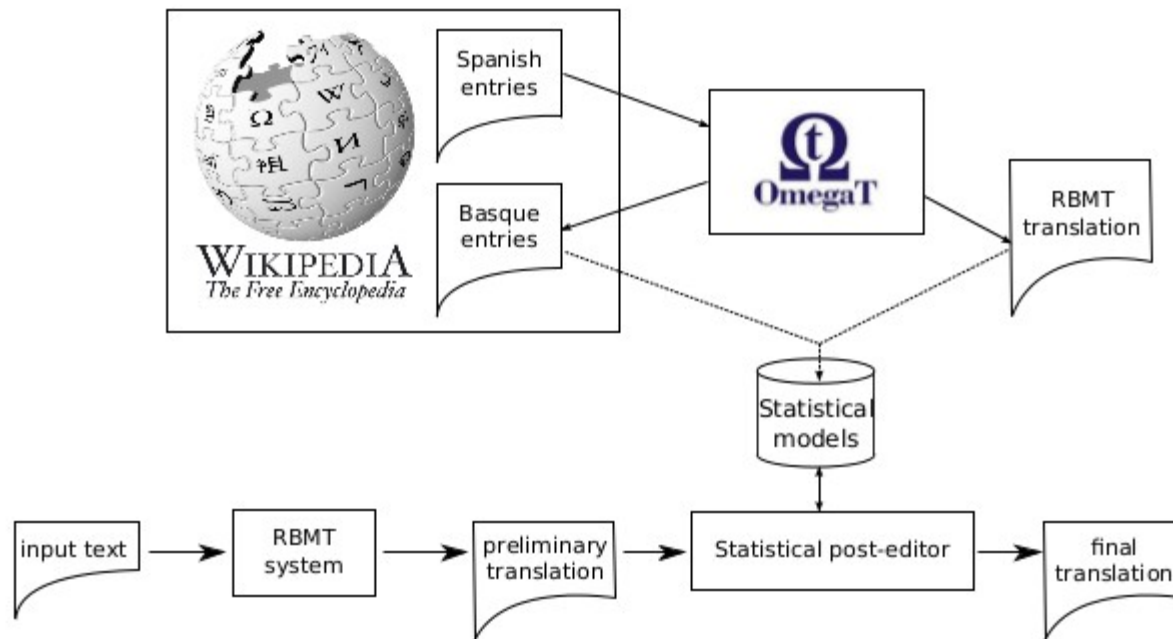 Spanish
entries
Basque
entries
WIKIPEDIA
The Free Encyclopedia
Ω
W
И
t
OmegaT
RBMT
translation
Statistical
models
input text
RBMT
system
preliminary
translation
Statistical post-editor
final
translation